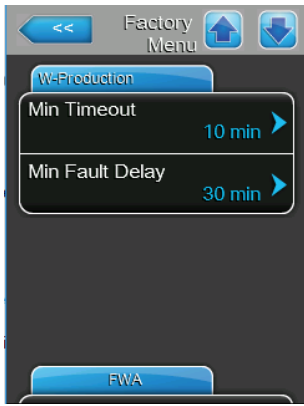 <<
Factory
Menu
W-Production
Min Timeout
10 min
Min Fault Delay
30 min
FWA